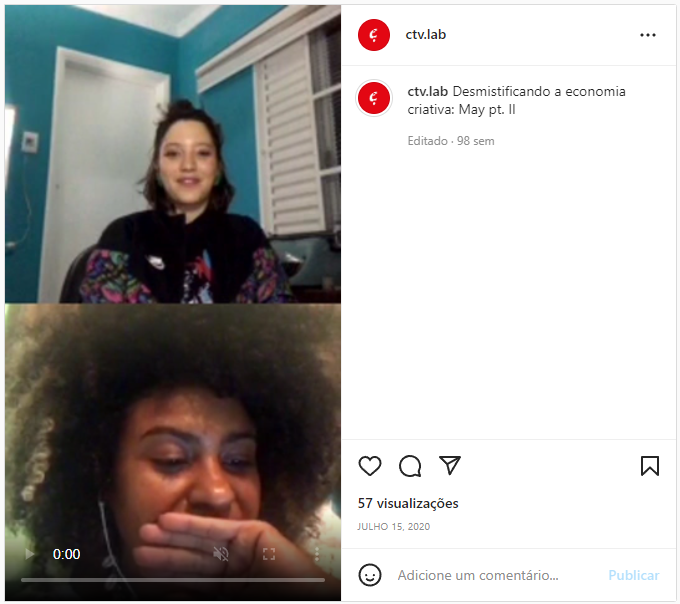 ctv.lab
ctv.lab Desmistificando a economia
criativa: May pt. II
Editado · 98 sem
57 visualizações
JULHO 15, 2020
0:00
Adicione um comentário... Publicar